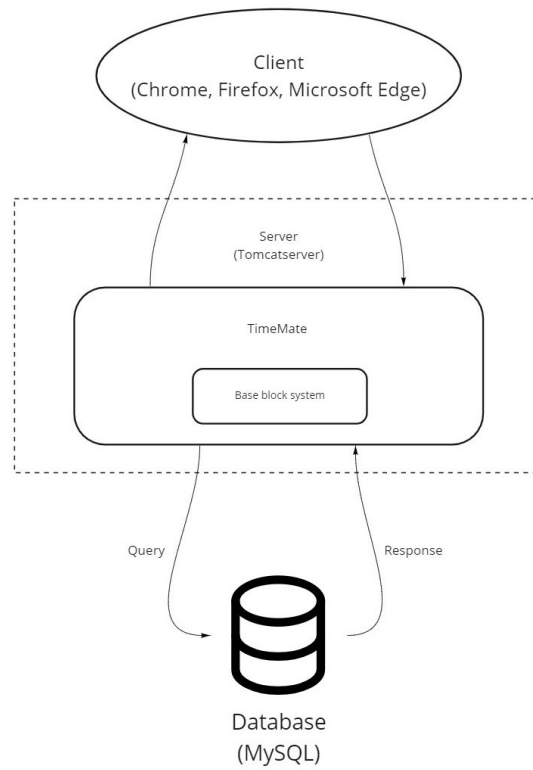 Client
(Chrome, Firefox, Microsoft Edge)
Server
(Tomcatserver)
TimeMate
Base block system
Query
Response
Database
(MySQL)